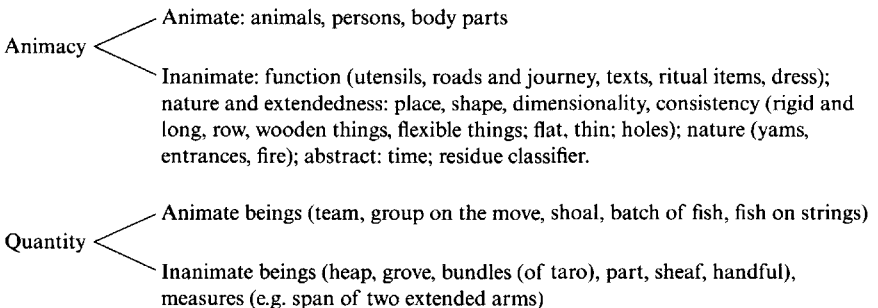 Animate: animals, persons, body parts
Animacy
Inanimate: function (utensils, roads and journey, texts, ritual items, dress);
nature and extendedness: place, shape, dimensionality, consistency (rigid and
long, row, wooden things, flexible things; flat, thin; holes); nature (yams,
entrances, fire); abstract: time; residue classifier.
Animate beings (team, group on the move, shoal, batch of fish, fish on strings)
Quantity
Inanimate beings (heap, grove, bundles (of taro), part, sheaf, handful),
measures (e.g. span of two extended arms)